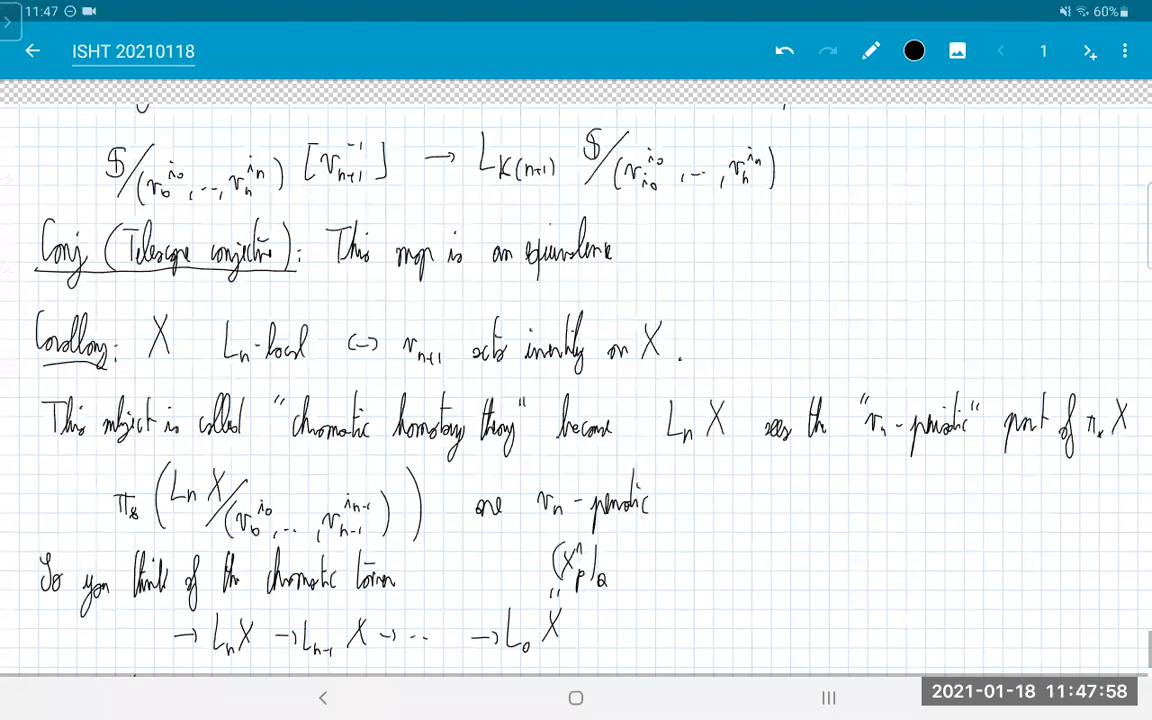 11:47
60%
ISHT 20210118
1
$/(v_0^{i_0}, .., v_n^{i_n}) [v_{n+1}^{-1}] → L_{K(n+1)} $/(v_{i_0}^{i_0}, .., v_n^{i_n})
Conj (Telescope conjecture): This map is an equivalence
Corollary: X L_n-local ↔ v_{n+1} acts invertibly on X.
This subject is called "chromatic homotopy theory" because L_n X sees the "v_n-periodic" part of π_* X
π_* (L_n X/(v_0^{i_0}, .., v_{n-1}^{i_{n-1}})) are v_n-periodic
So you think of the chromatic tower
(X_p^∧)_Q
"
→ L_n X → L_{n-1} X → .. → L_0 X
2021-01-18 11:47:58